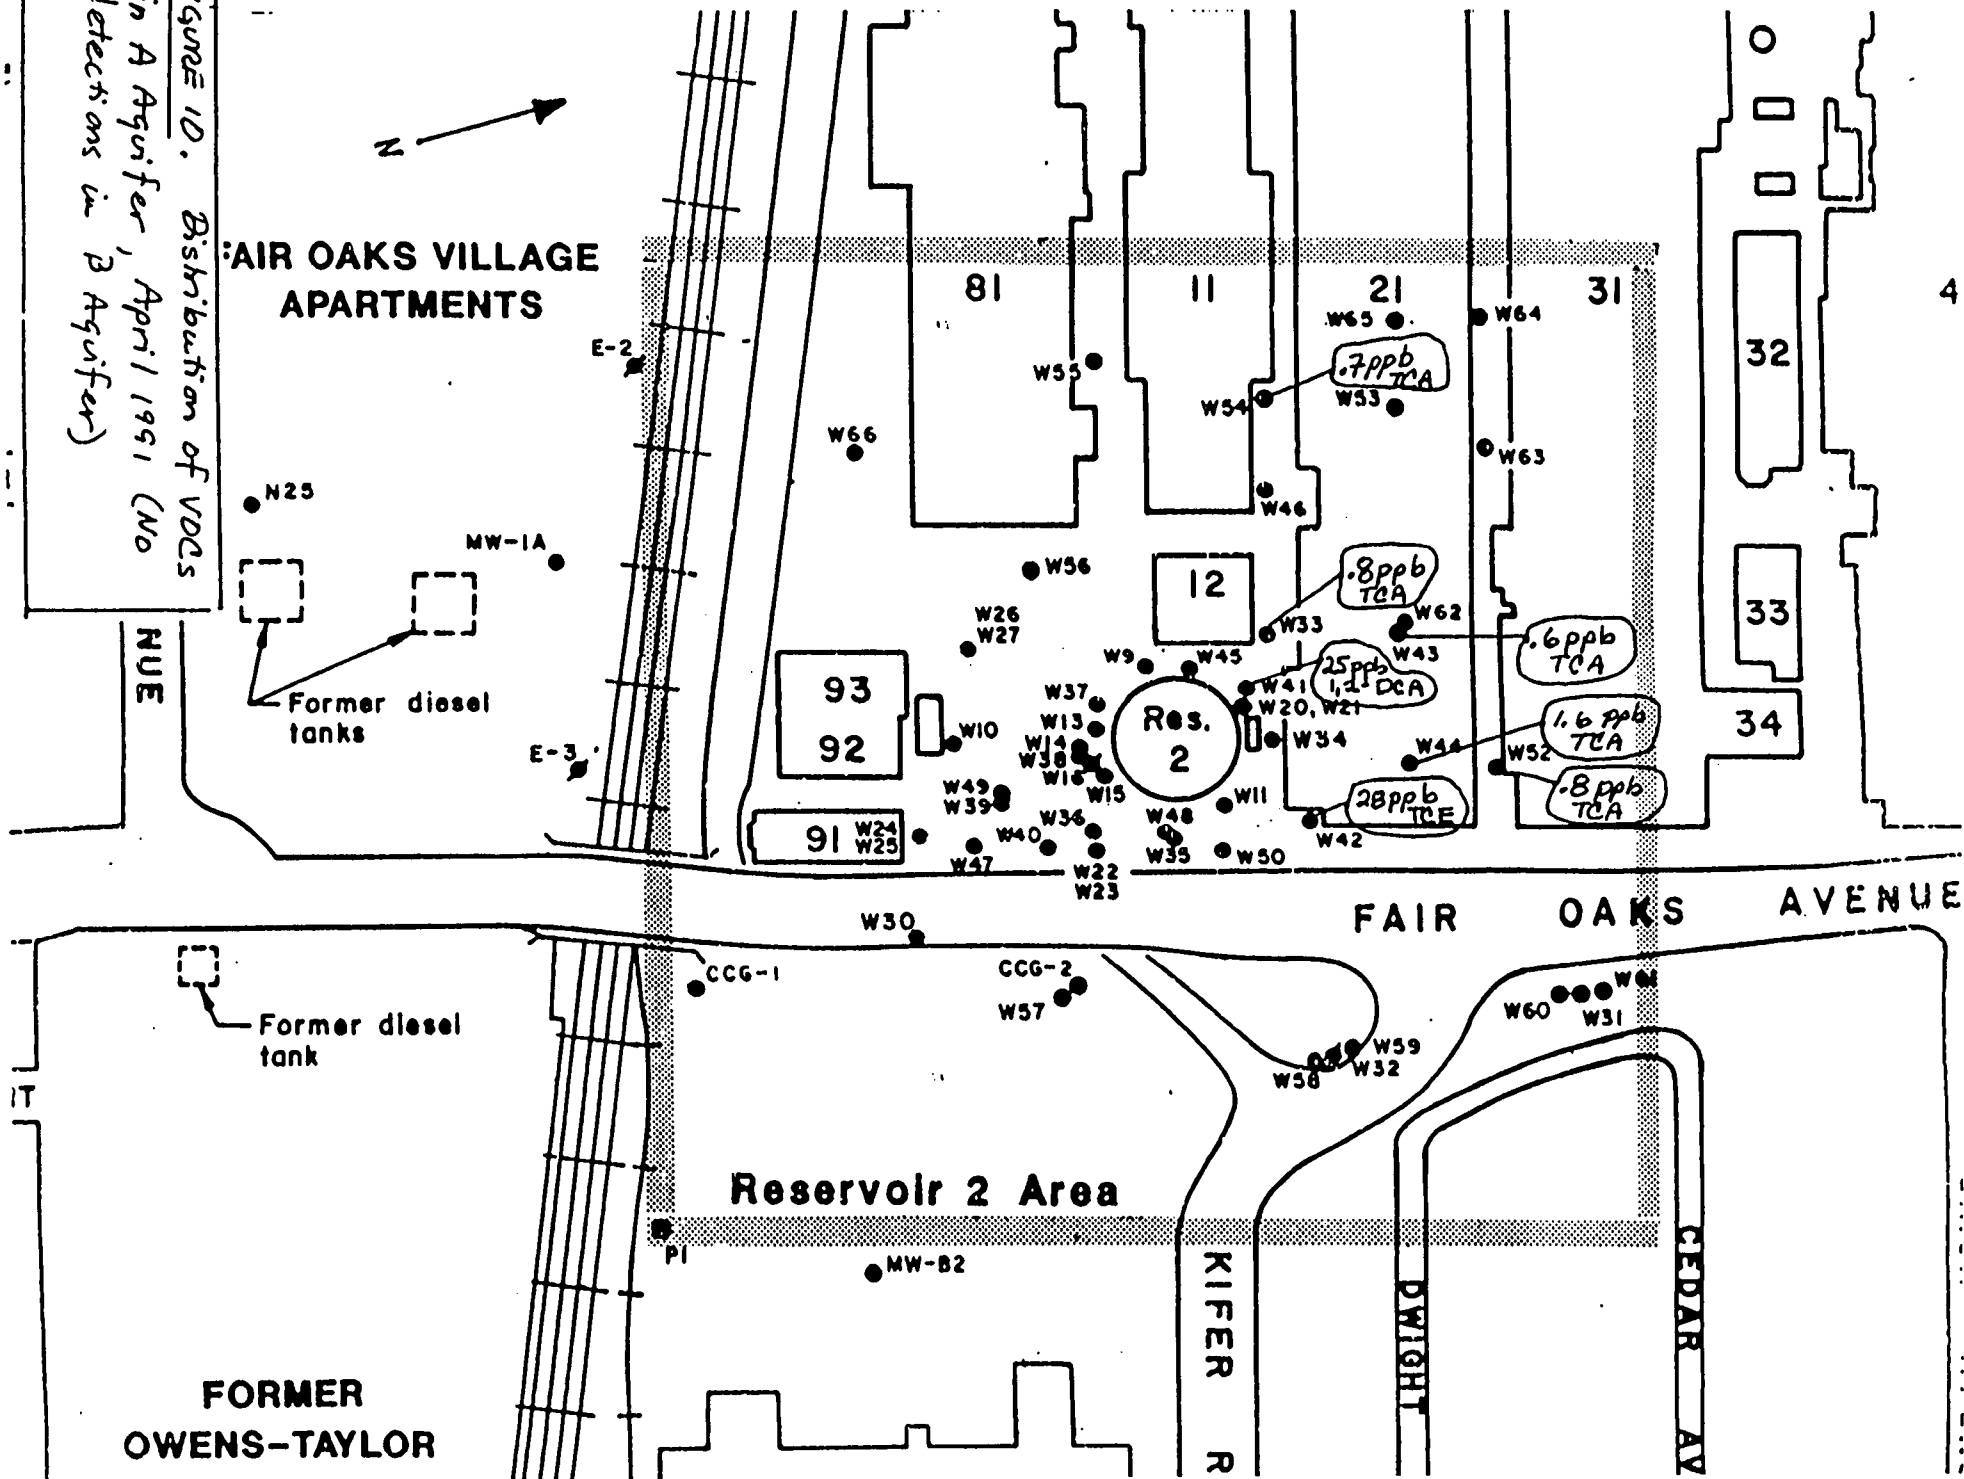 FIGURE 10. Distribution of VOCs
in A Aquifer, April 1991 (No
detections in B Aquifer)
N
FAIR OAKS VILLAGE
APARTMENTS
81
11
21
31
4
32
33
34
W65
W64
.7ppb
TCA
E-2
W55
W54
W53
W66
W63
N25
W46
MW-1A
W56
12
.8ppb
TCA
W26
W27
W62
W33
W43
.6ppb
TCA
NUE
W9
W45
93
W37
W41
25ppb
1,1-DCA
W20, W21
Former diesel
tanks
W13
Res.
2
W10
92
W14
W38
W16
W15
W34
W44
1.6 ppb
TCA
W52
E-3
W49
W39
W11
28ppb
TCE
.8ppb
TCA
91
W24
W25
W36
W40
W48
W35
W42
W47
W22
W23
W50
FAIR OAKS AVENUE
W30
CCG-1
CCG-2
W57
W60
W31
Former diesel
tank
W59
W32
W58
Reservoir 2 Area
P1
MW-B2
KIFER R
DWIGHT
CEDAR AV
FORMER
OWENS-TAYLOR